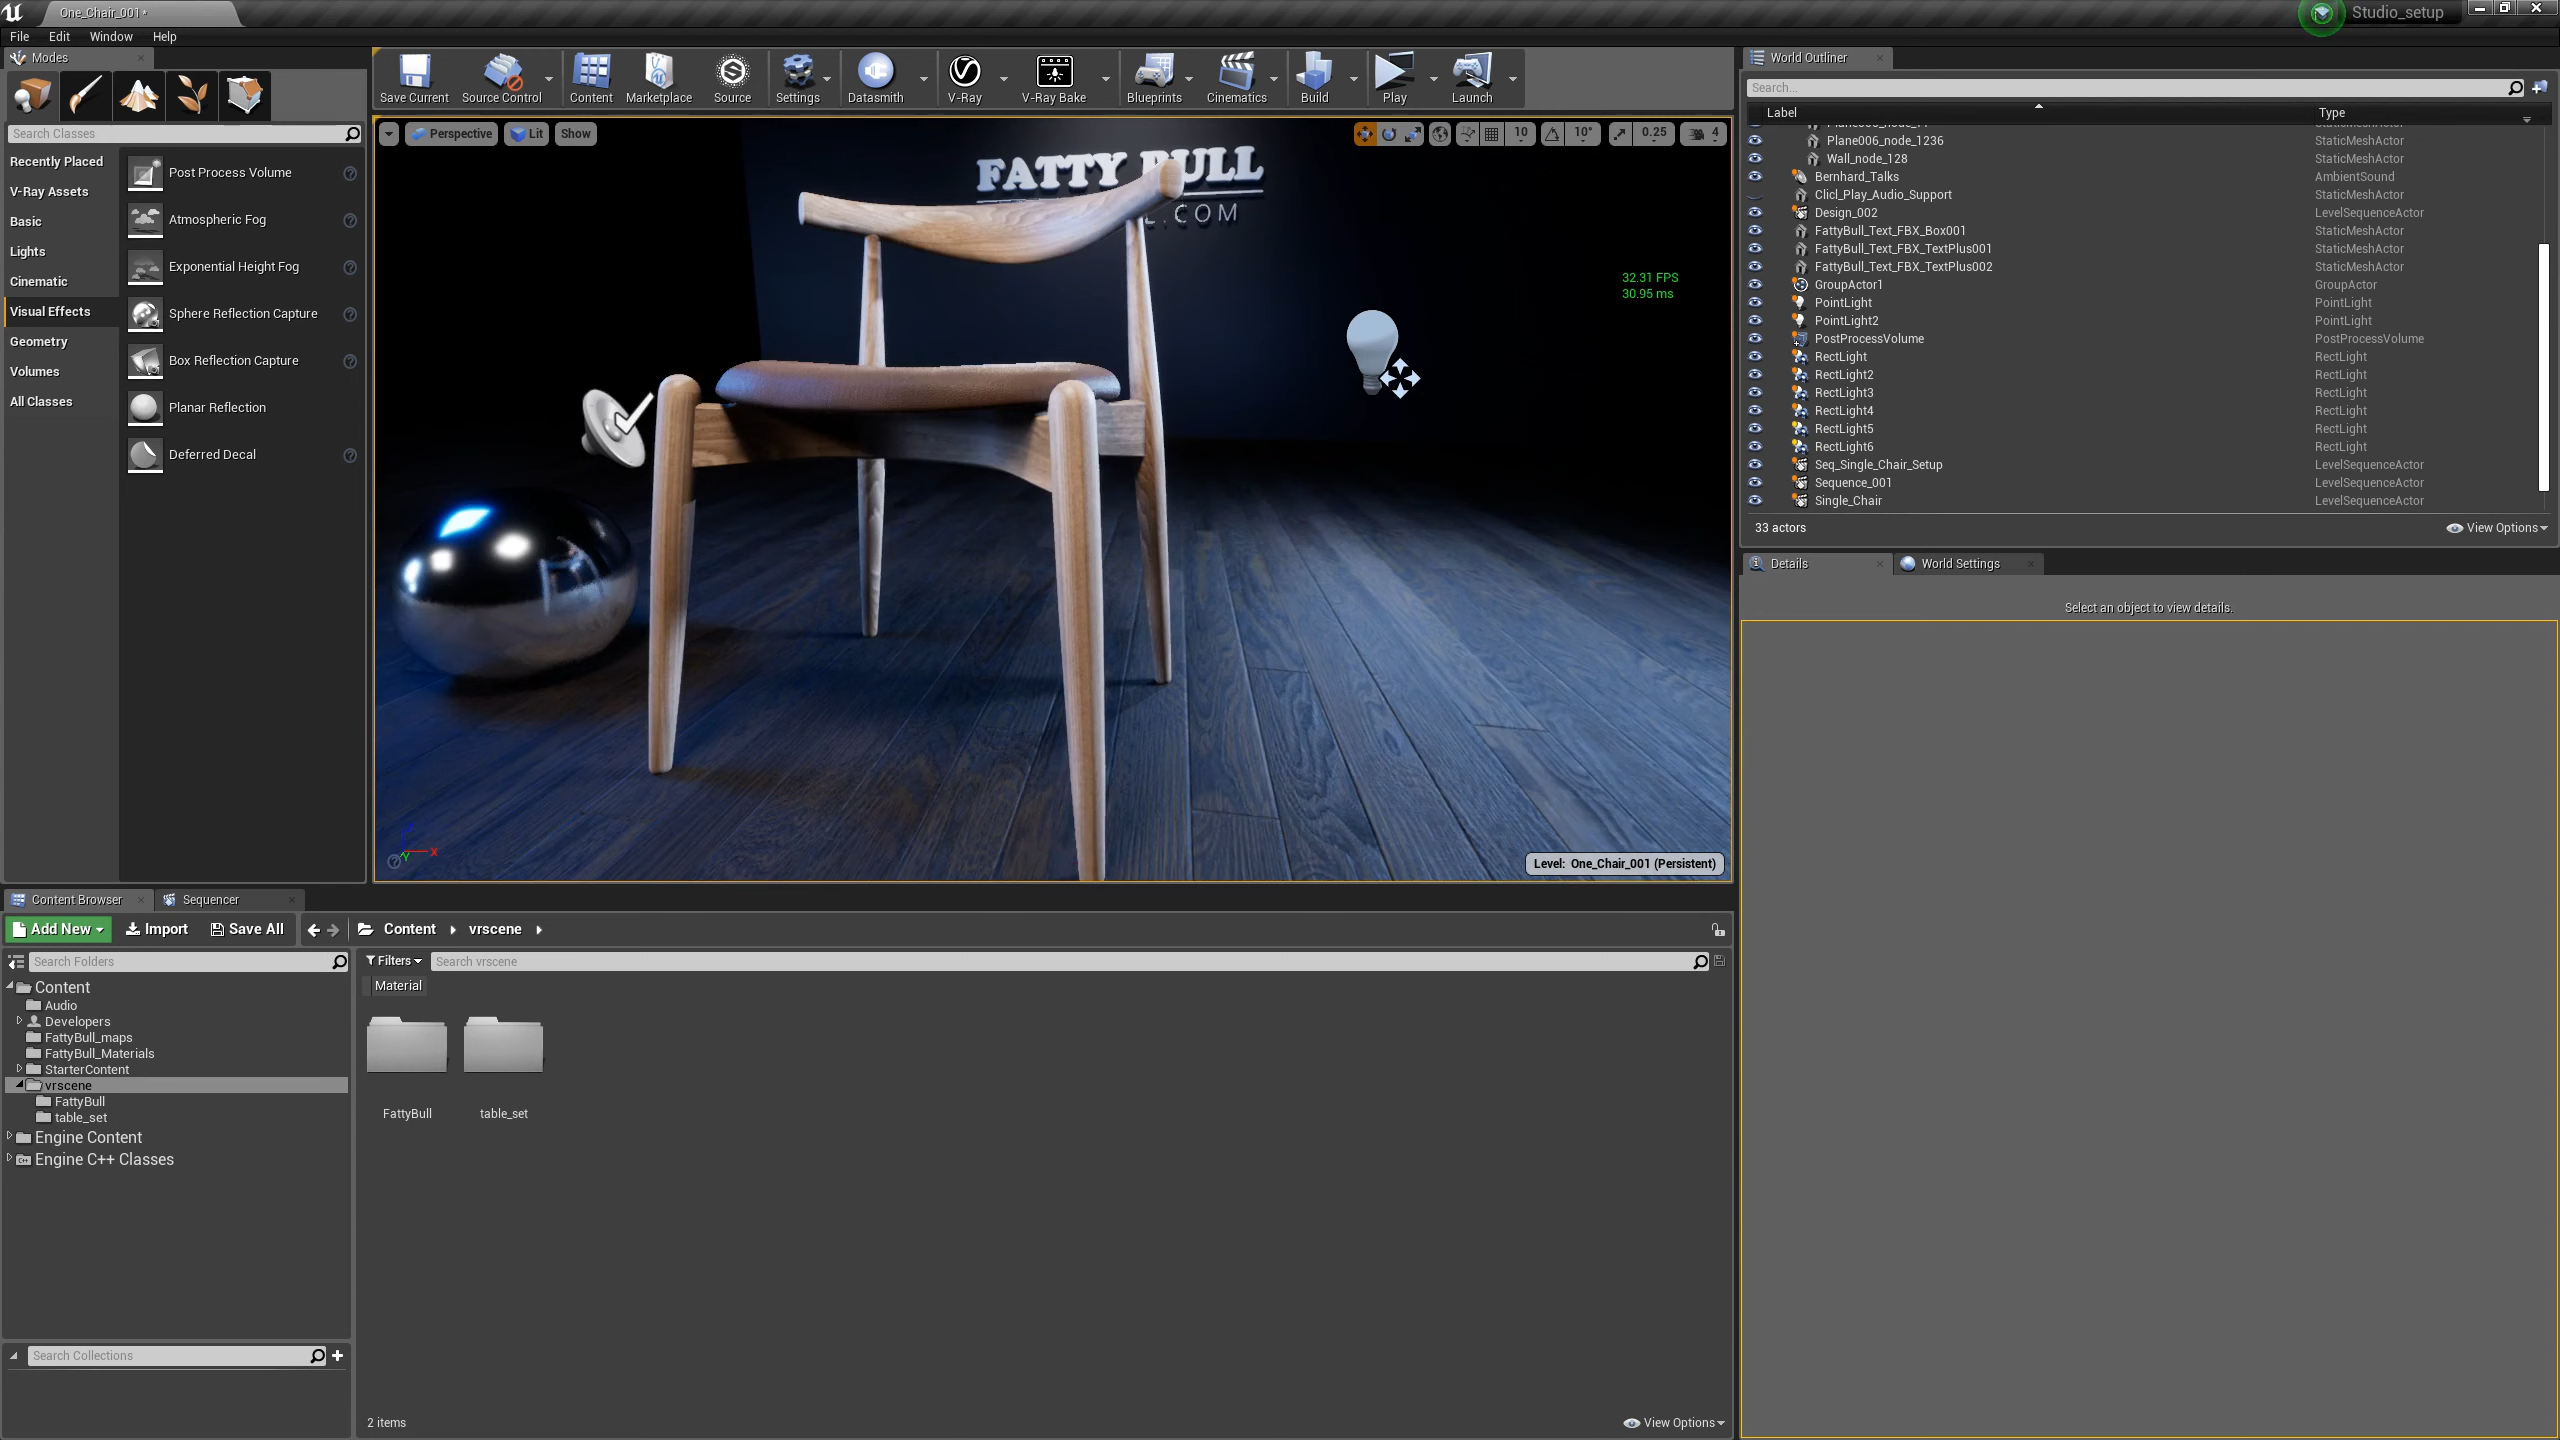 One_Chair_001*
Studio_setup
File Edit Window Help
Modes
Search Classes
Recently Placed
V-Ray Assets
Basic
Lights
Cinematic
Visual Effects
Geometry
Volumes
All Classes
Post Process Volume
Atmospheric Fog
Exponential Height Fog
Sphere Reflection Capture
Box Reflection Capture
Planar Reflection
Deferred Decal
Save Current Source Control Content Marketplace Source Settings Datasmith V-Ray V-Ray Bake Blueprints Cinematics Build Play Launch
Perspective Lit Show
10 10° 0.25 4
FATTY BULL
.COM
32.31 FPS
30.95 ms
X
Y
Level: One_Chair_001 (Persistent)
World Outliner
Search...
Label Type
Plane006_node_1236 StaticMeshActor
Wall_node_128 StaticMeshActor
Bernhard_Talks AmbientSound
Clicl_Play_Audio_Support StaticMeshActor
Design_002 LevelSequenceActor
FattyBull_Text_FBX_Box001 StaticMeshActor
FattyBull_Text_FBX_TextPlus001 StaticMeshActor
FattyBull_Text_FBX_TextPlus002 StaticMeshActor
GroupActor1 GroupActor
PointLight PointLight
PointLight2 PointLight
PostProcessVolume PostProcessVolume
RectLight RectLight
RectLight2 RectLight
RectLight3 RectLight
RectLight4 RectLight
RectLight5 RectLight
RectLight6 RectLight
Seq_Single_Chair_Setup LevelSequenceActor
Sequence_001 LevelSequenceActor
Single_Chair LevelSequenceActor
33 actors View Options
Details World Settings
Select an object to view details.
Content Browser Sequencer
Add New Import Save All Content vrscene
Search Folders
Content
Audio
Developers
FattyBull_maps
FattyBull_Materials
StarterContent
vrscene
FattyBull
table_set
Engine Content
Engine C++ Classes
Search Collections
Filters Search vrscene
Material
FattyBull table_set
2 items View Options